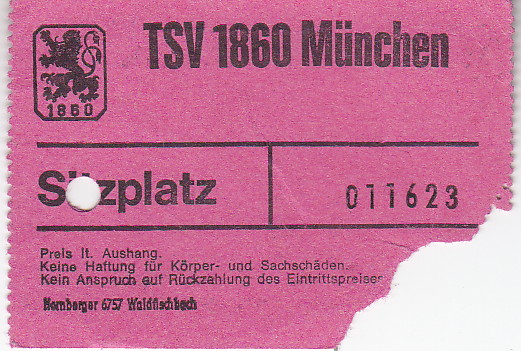 TSV 1860 München
1860
Sitzplatz
011623
Preis lt. Aushang.
Keine Haftung für Körper- und Sachschäden.
Kein Anspruch auf Rückzahlung des Eintrittspreises
Hornberger 6757 Waldfischbach